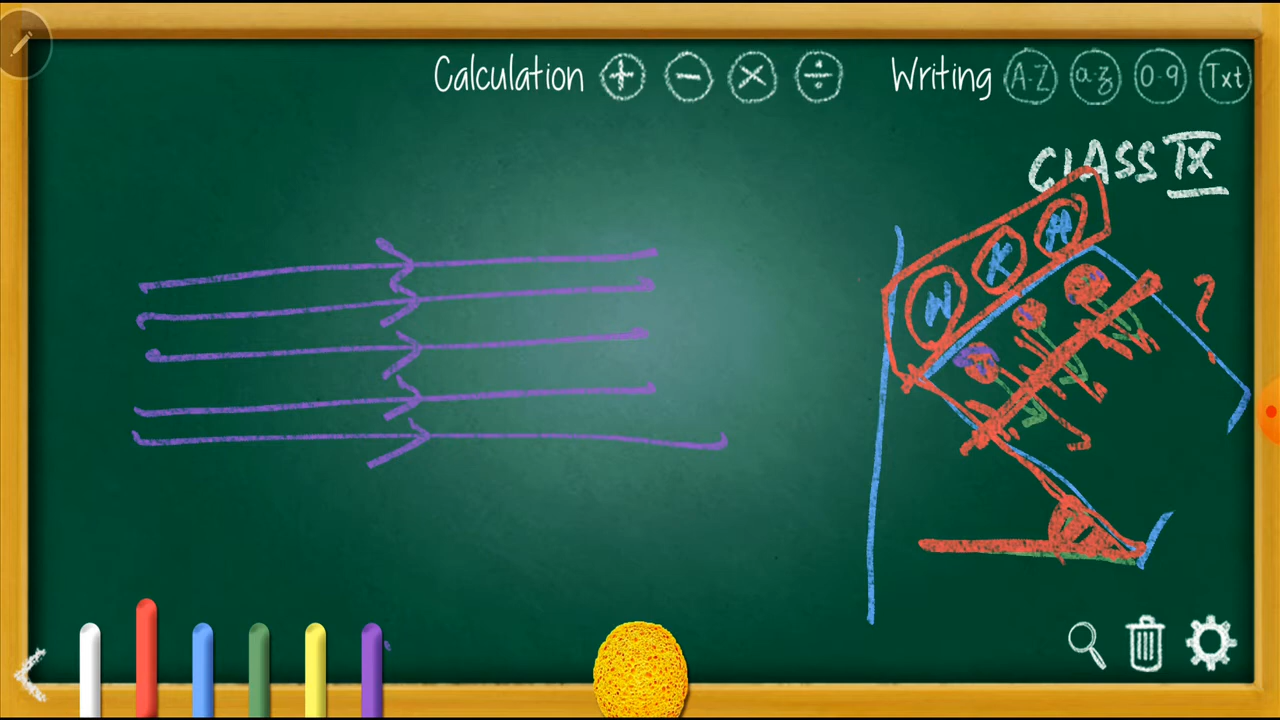 Calculation + - × ÷ Writing A-Z a-z 0-9 Txt
CLASS IX
N K H
?